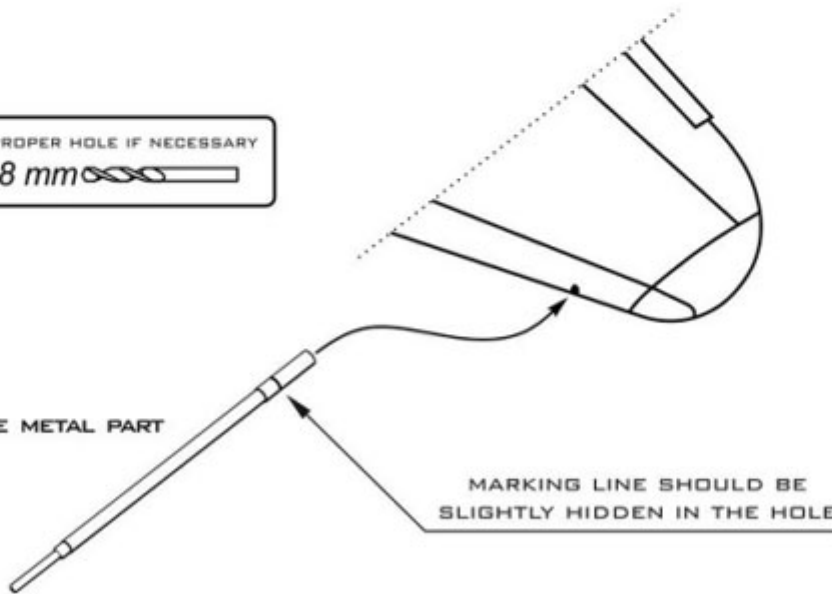 ROPER HOLE IF NECESSARY
8 mm
E METAL PART
MARKING LINE SHOULD BE
SLIGHTLY HIDDEN IN THE HOLE